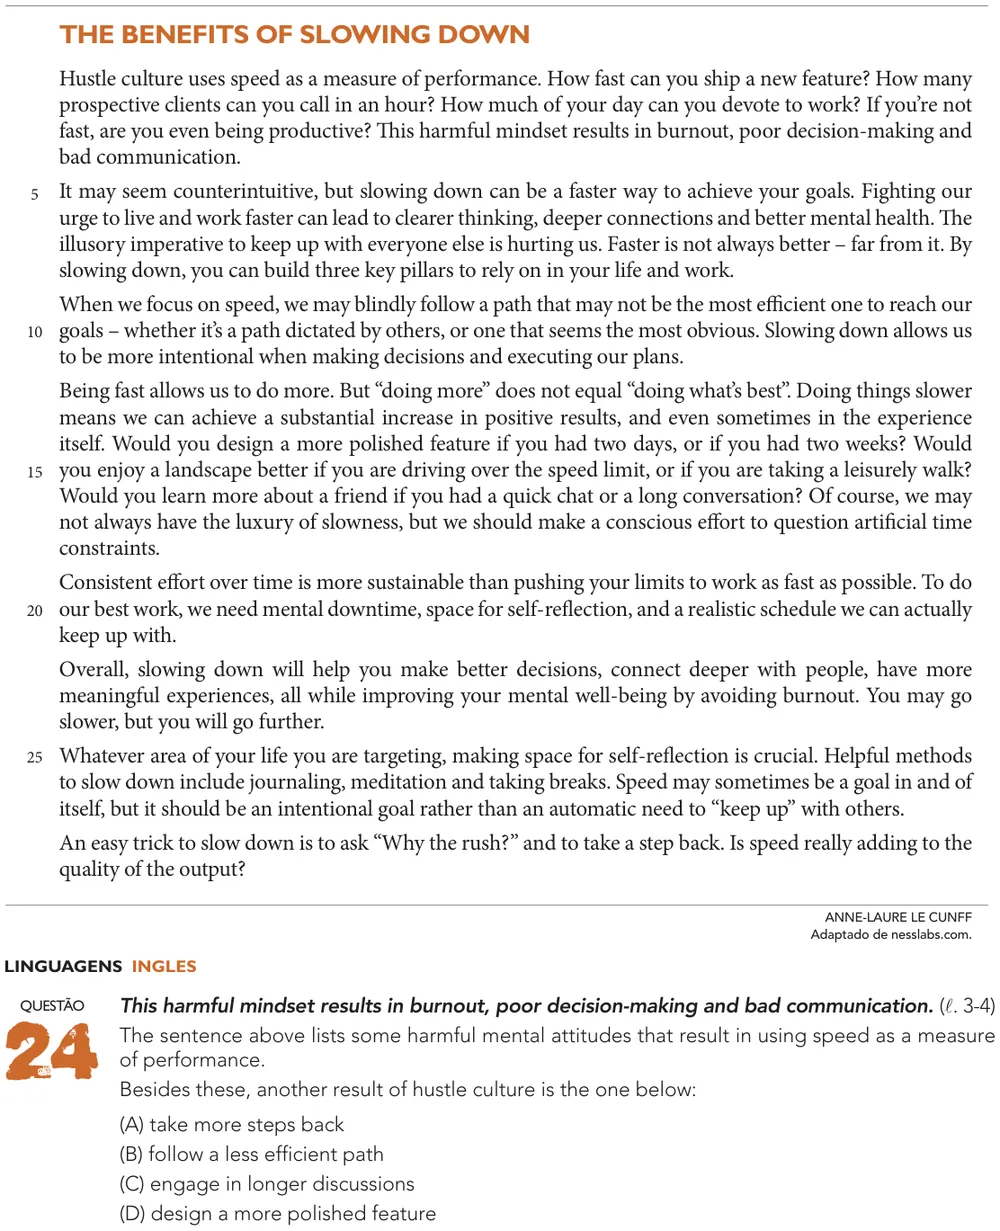 THE BENEFITS OF SLOWING DOWN
Hustle culture uses speed as a measure of performance. How fast can you ship a new feature? How many
prospective clients can you call in an hour? How much of your day can you devote to work? If you’re not
fast, are you even being productive? This harmful mindset results in burnout, poor decision-making and
bad communication.
5 It may seem counterintuitive, but slowing down can be a faster way to achieve your goals. Fighting our
urge to live and work faster can lead to clearer thinking, deeper connections and better mental health. The
illusory imperative to keep up with everyone else is hurting us. Faster is not always better – far from it. By
slowing down, you can build three key pillars to rely on in your life and work.
When we focus on speed, we may blindly follow a path that may not be the most efficient one to reach our
10 goals – whether it’s a path dictated by others, or one that seems the most obvious. Slowing down allows us
to be more intentional when making decisions and executing our plans.
Being fast allows us to do more. But “doing more” does not equal “doing what’s best”. Doing things slower
means we can achieve a substantial increase in positive results, and even sometimes in the experience
itself. Would you design a more polished feature if you had two days, or if you had two weeks? Would
15 you enjoy a landscape better if you are driving over the speed limit, or if you are taking a leisurely walk?
Would you learn more about a friend if you had a quick chat or a long conversation? Of course, we may
not always have the luxury of slowness, but we should make a conscious effort to question artificial time
constraints.
Consistent effort over time is more sustainable than pushing your limits to work as fast as possible. To do
20 our best work, we need mental downtime, space for self-reflection, and a realistic schedule we can actually
keep up with.
Overall, slowing down will help you make better decisions, connect deeper with people, have more
meaningful experiences, all while improving your mental well-being by avoiding burnout. You may go
slower, but you will go further.
25 Whatever area of your life you are targeting, making space for self-reflection is crucial. Helpful methods
to slow down include journaling, meditation and taking breaks. Speed may sometimes be a goal in and of
itself, but it should be an intentional goal rather than an automatic need to “keep up” with others.
An easy trick to slow down is to ask “Why the rush?” and to take a step back. Is speed really adding to the
quality of the output?
ANNE-LAURE LE CUNFF
Adaptado de nesslabs.com.
LINGUAGENS INGLES
QUESTÃO
24
This harmful mindset results in burnout, poor decision-making and bad communication. (ℓ. 3-4)
The sentence above lists some harmful mental attitudes that result in using speed as a measure
of performance.
Besides these, another result of hustle culture is the one below:
(A) take more steps back
(B) follow a less efficient path
(C) engage in longer discussions
(D) design a more polished feature